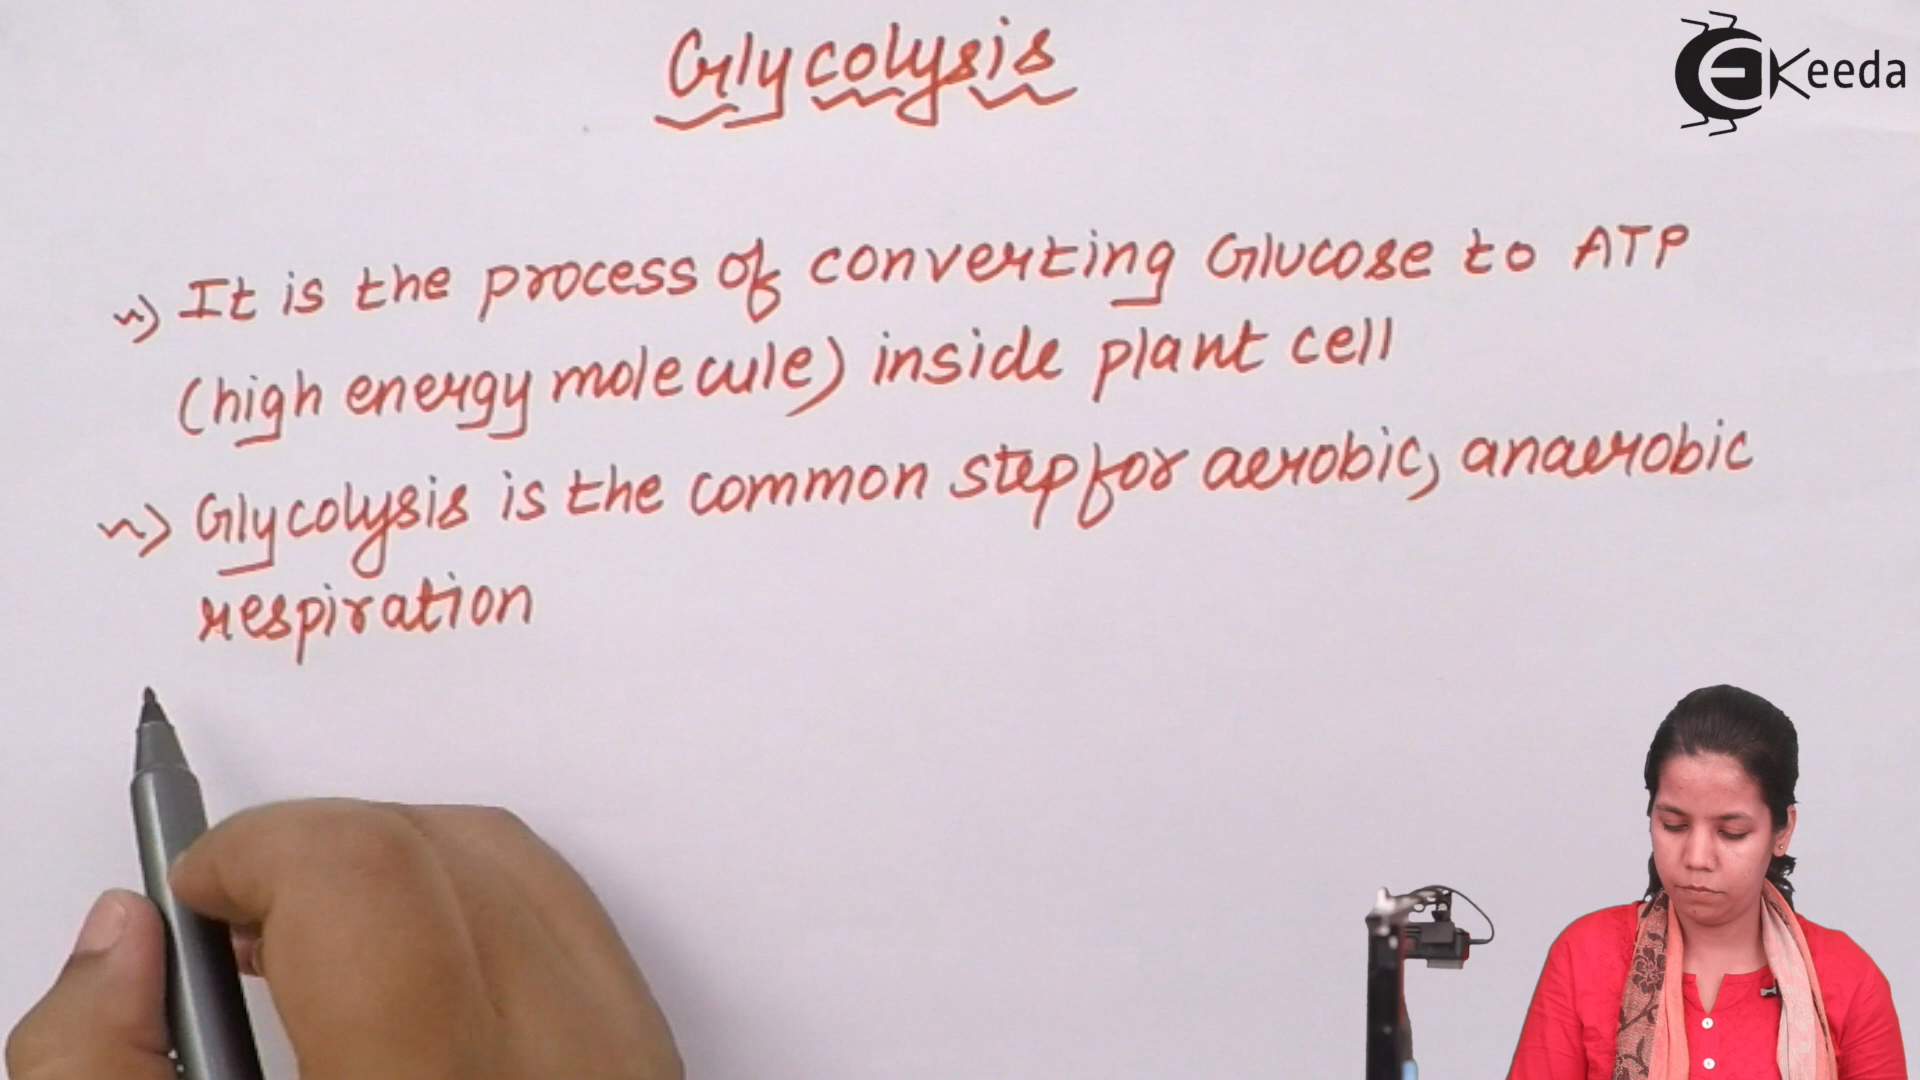 Glycolysis
EKeeda
It is the process of converting Glucose to ATP
(high energy molecule) inside plant cell
Glycolysis is the common step for aerobic, anaerobic
respiration